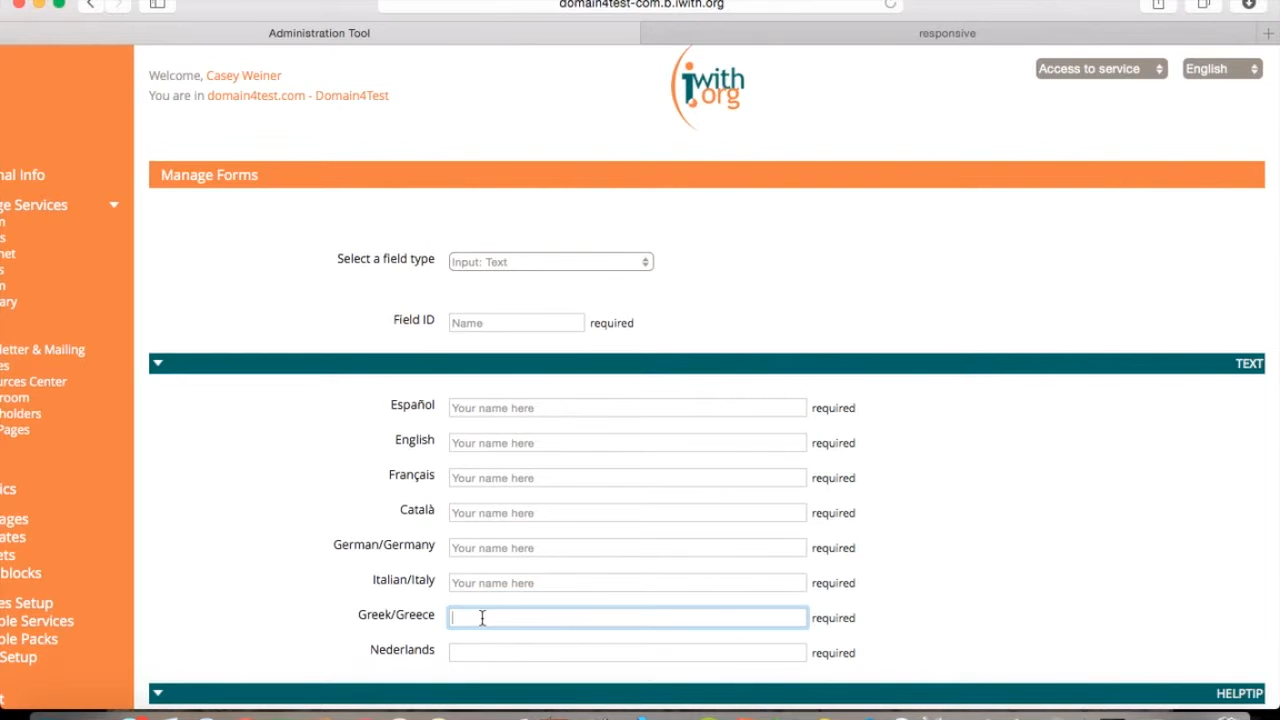 domain4test-com.b.iwith.org
Administration Tool
responsive
Welcome, Casey Weiner
You are in domain4test.com - Domain4Test
iwith.org
Access to service
English
Manage Forms
nal Info
ge Services
m
s
net
s
m
ary
letter & Mailing
es
urces Center
room
holders
Pages
ics
ages
ates
ets
blocks
es Setup
ble Services
ble Packs
Setup
t
Select a field type Input: Text
Field ID Name required
TEXT
Español Your name here required
English Your name here required
Français Your name here required
Català Your name here required
German/Germany Your name here required
Italian/Italy Your name here required
Greek/Greece required
Nederlands required
HELPTIP